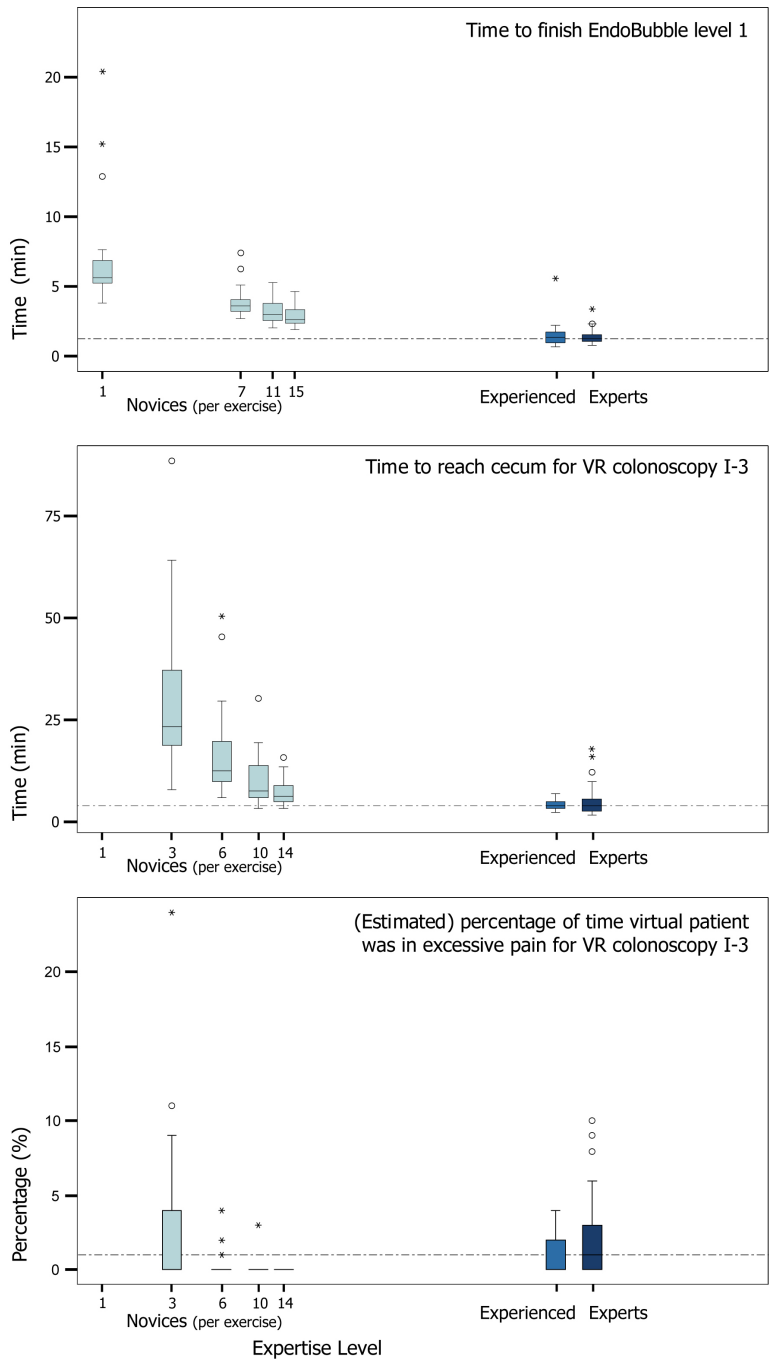 Time to finish EndoBubble level 1
20
15
10
5
0
Time (min)
1 7 11 15
Novices (per exercise)
Experienced Experts
Time to reach cecum for VR colonoscopy I-3
75
50
25
0
Time (min)
1 3 6 10 14
Novices (per exercise)
Experienced Experts
(Estimated) percentage of time virtual patient
was in excessive pain for VR colonoscopy I-3
20
15
10
5
0
Percentage (%)
1 3 6 10 14
Novices (per exercise)
Experienced Experts
Expertise Level